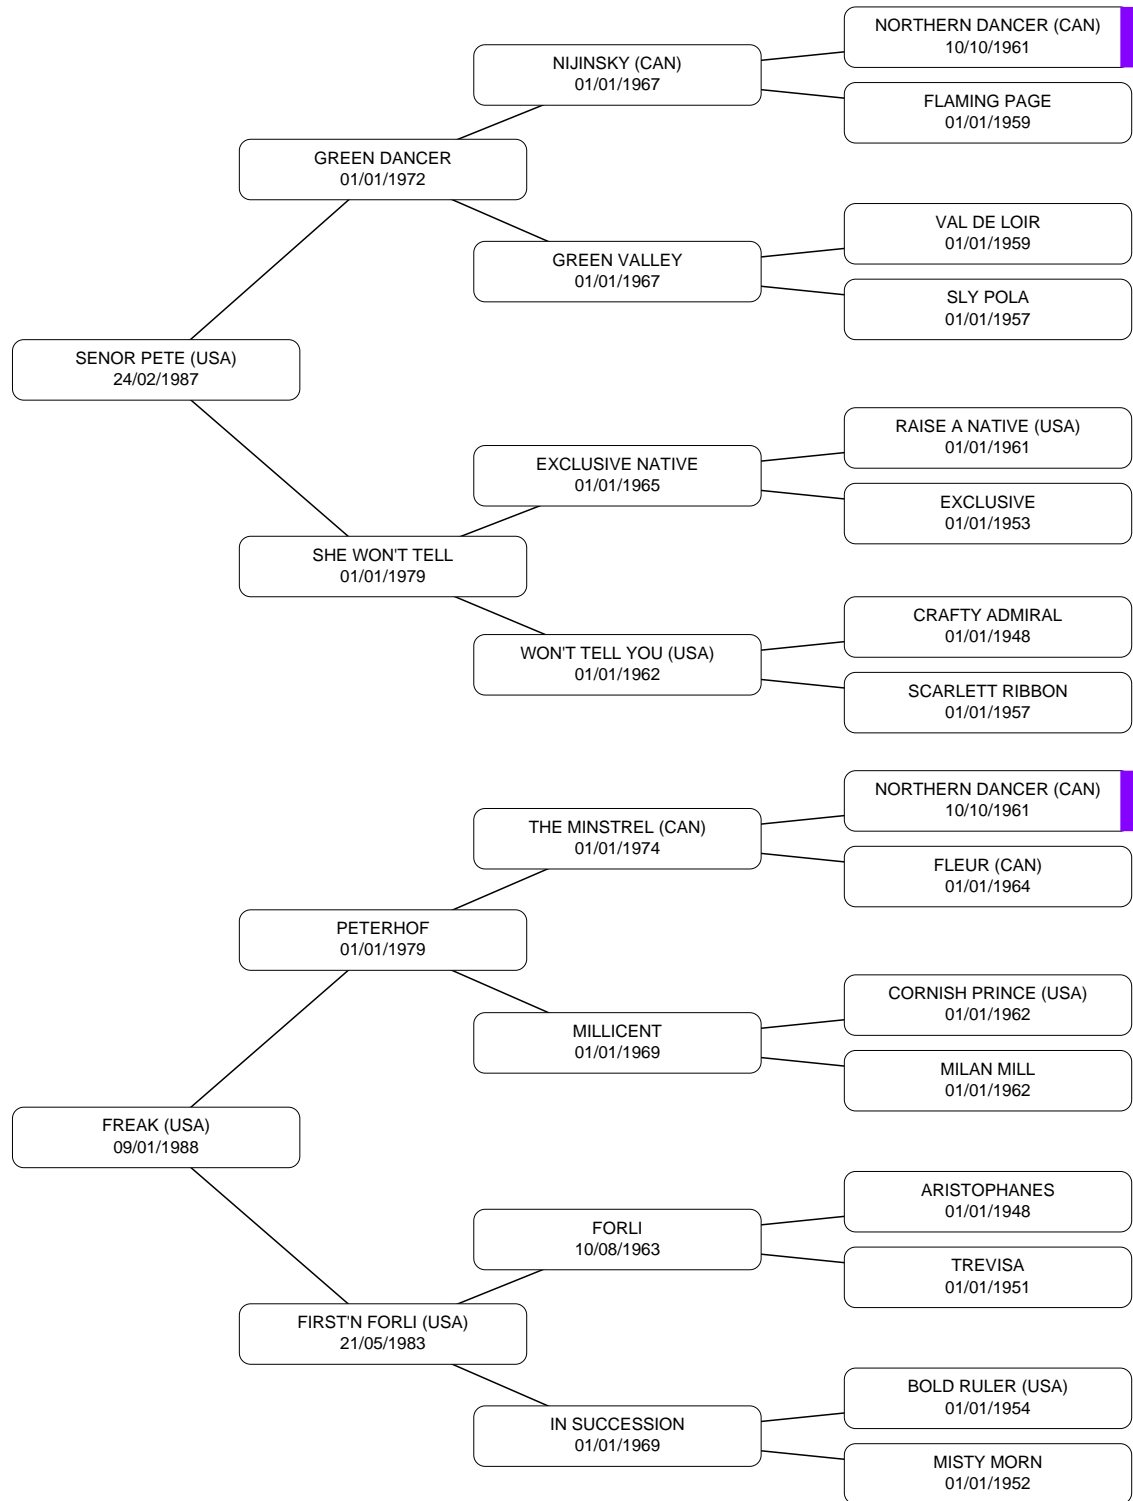 NORTHERN DANCER (CAN)
10/10/1961
NIJINSKY (CAN)
01/01/1967
FLAMING PAGE
01/01/1959
GREEN DANCER
01/01/1972
VAL DE LOIR
01/01/1959
GREEN VALLEY
01/01/1967
SLY POLA
01/01/1957
SENOR PETE (USA)
24/02/1987
RAISE A NATIVE (USA)
01/01/1961
EXCLUSIVE NATIVE
01/01/1965
EXCLUSIVE
01/01/1953
SHE WON'T TELL
01/01/1979
CRAFTY ADMIRAL
01/01/1948
WON'T TELL YOU (USA)
01/01/1962
SCARLETT RIBBON
01/01/1957
NORTHERN DANCER (CAN)
10/10/1961
THE MINSTREL (CAN)
01/01/1974
FLEUR (CAN)
01/01/1964
PETERHOF
01/01/1979
CORNISH PRINCE (USA)
01/01/1962
MILLICENT
01/01/1969
MILAN MILL
01/01/1962
FREAK (USA)
09/01/1988
ARISTOPHANES
01/01/1948
FORLI
10/08/1963
TREVISA
01/01/1951
FIRST'N FORLI (USA)
21/05/1983
BOLD RULER (USA)
01/01/1954
IN SUCCESSION
01/01/1969
MISTY MORN
01/01/1952